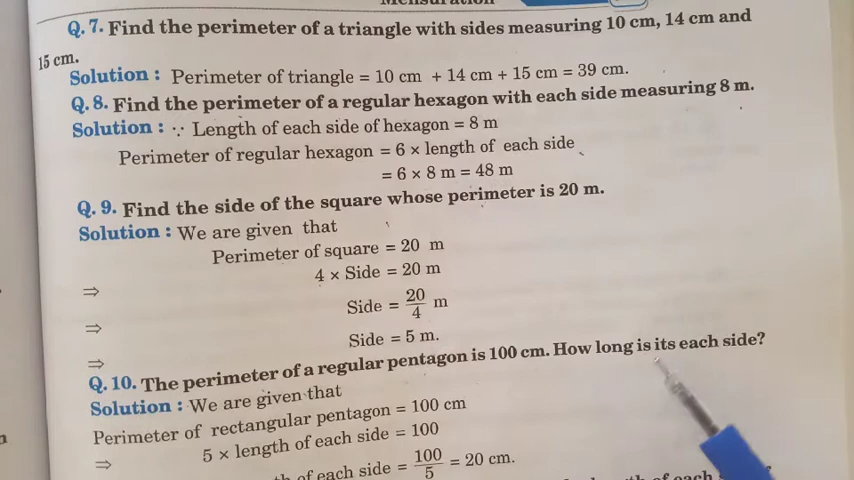 Mensuration
Q. 7. Find the perimeter of a triangle with sides measuring 10 cm, 14 cm and
15 cm.
Solution : Perimeter of triangle = 10 cm + 14 cm + 15 cm = 39 cm.
Q. 8. Find the perimeter of a regular hexagon with each side measuring 8 m.
Solution : ∵ Length of each side of hexagon = 8 m
Perimeter of regular hexagon = 6 × length of each side
= 6 × 8 m = 48 m
Q. 9. Find the side of the square whose perimeter is 20 m.
Solution : We are given that
Perimeter of square = 20 m
4 × Side = 20 m
⇒ Side = 20/4 m
⇒ Side = 5 m.
⇒
Q. 10. The perimeter of a regular pentagon is 100 cm. How long is its each side?
Solution : We are given that
Perimeter of rectangular pentagon = 100 cm
5 × length of each side = 100
⇒ of each side = 100/5 = 20 cm.
of each